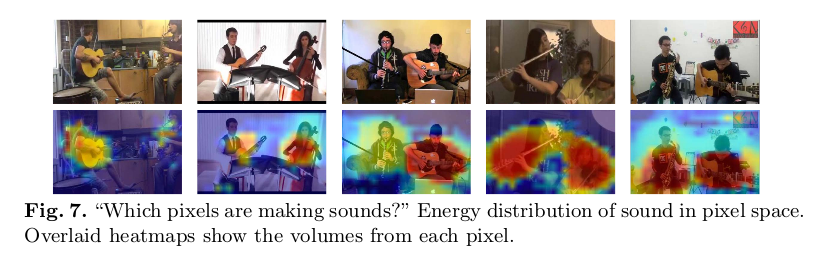 Fig. 7. “Which pixels are making sounds?” Energy distribution of sound in pixel space.
Overlaid heatmaps show the volumes from each pixel.